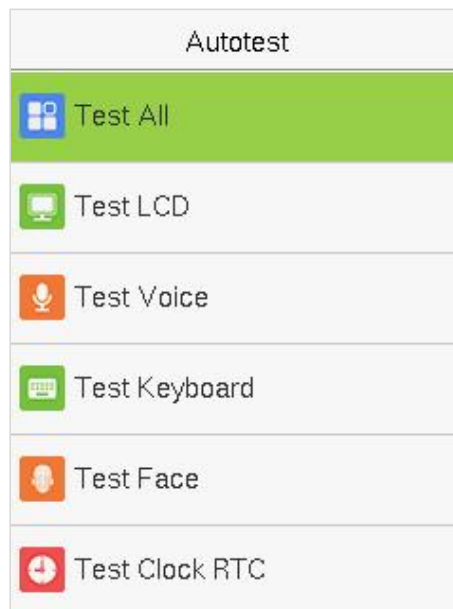 Autotest
Test All
Test LCD
Test Voice
Test Keyboard
Test Face
Test Clock RTC